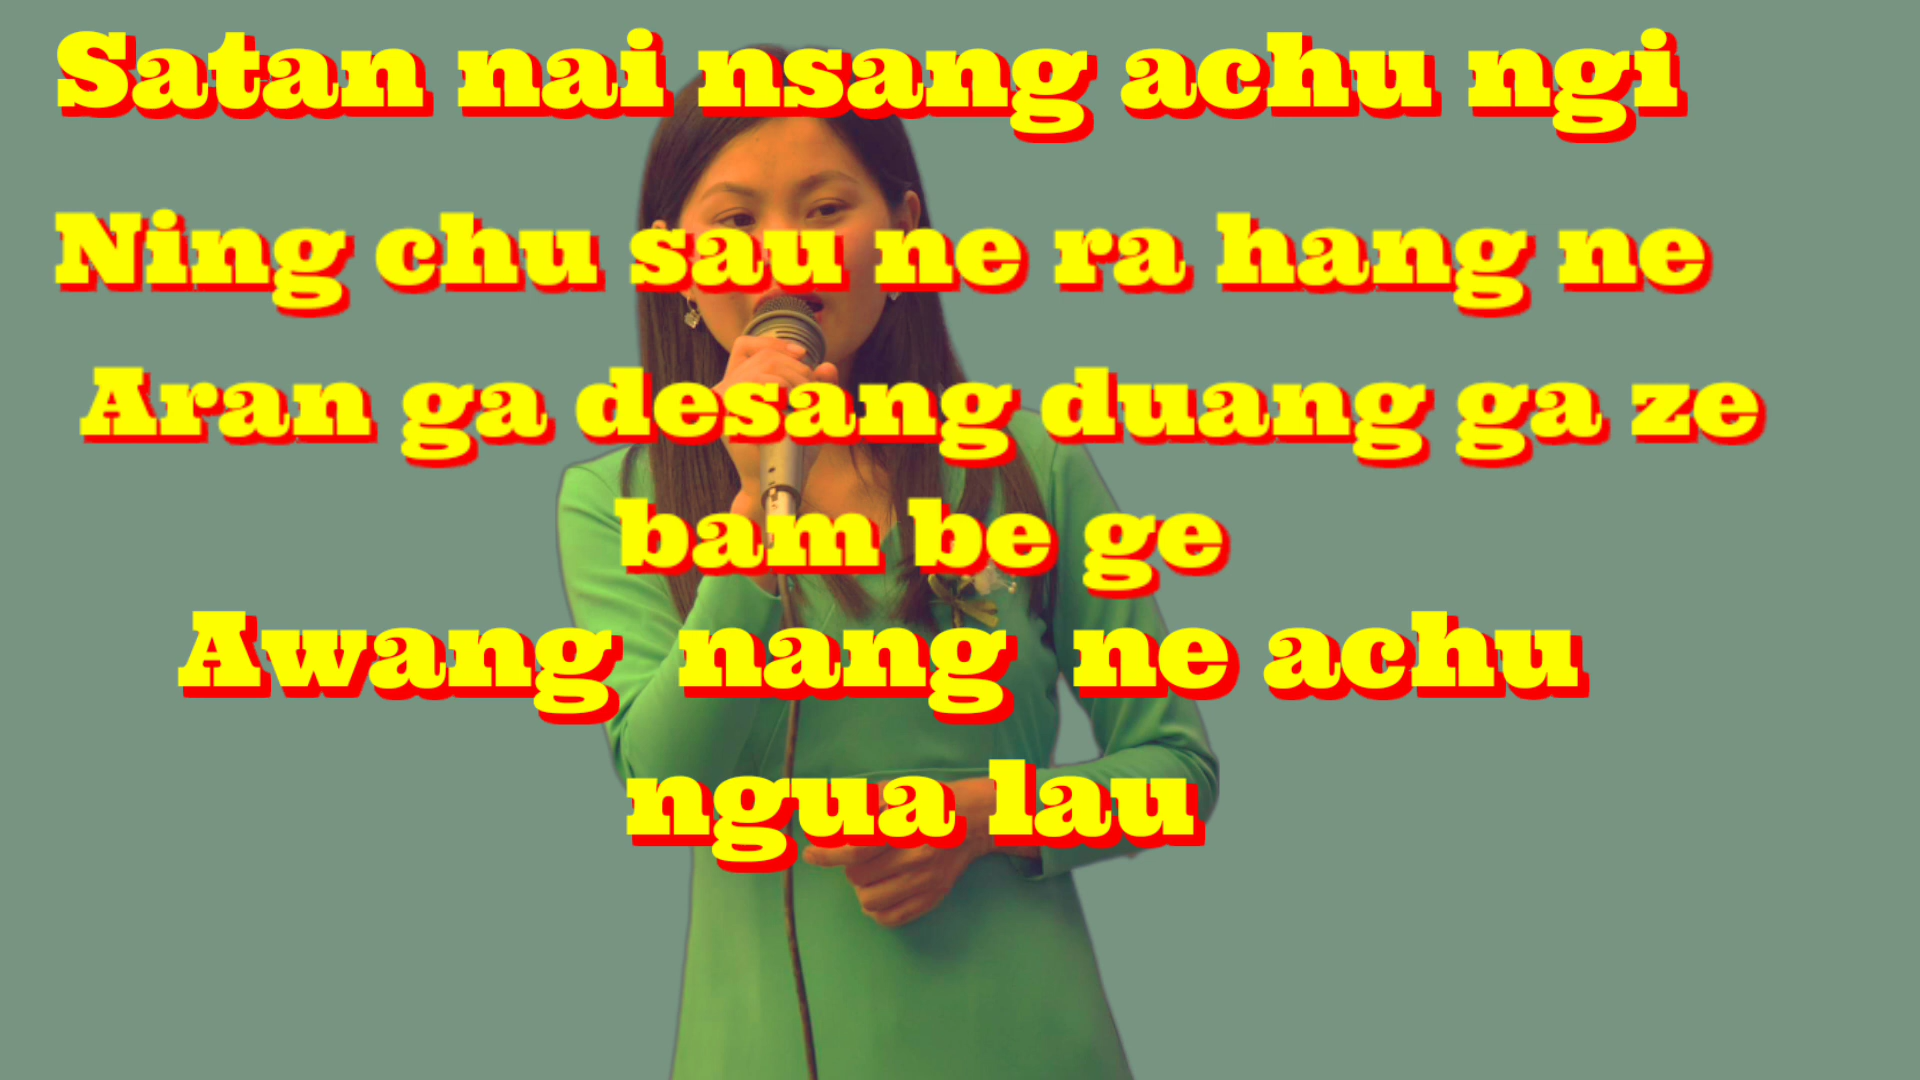 Satan nai nsang achu ngi
Ning chu sau ne ra hang ne
Aran ga desang duang ga ze
bam be ge
Awang nang ne achu
ngua lau